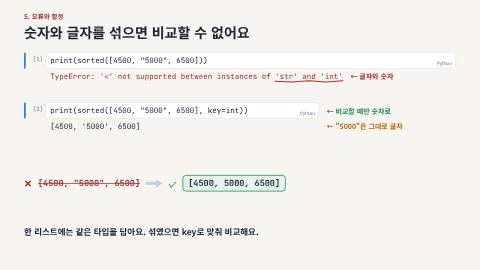 5. 오류와 함정
숫자와 글자를 섞으면 비교할 수 없어요
[1] print(sorted([4500, "5000", 6500]))
Python
TypeError: '<' not supported between instances of 'str' and 'int' ← 글자와 숫자
[2] print(sorted([4500, "5000", 6500], key=int)) ← 비교할 때만 숫자로
Python
[4500, '5000', 6500] ← "5000"은 그대로 글자
✕ [4500, "5000", 6500] → ✓ [4500, 5000, 6500]
한 리스트에는 같은 타입을 담아요. 섞였으면 key로 맞춰 비교해요.